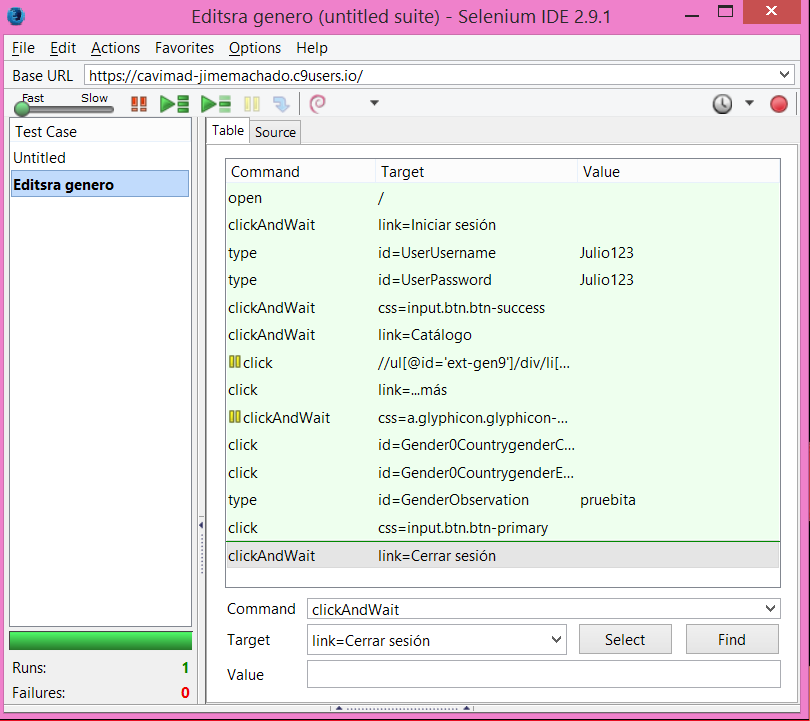 Editsra genero (untitled suite) - Selenium IDE 2.9.1
File Edit Actions Favorites Options Help
Base URL https://cavimad-jimemachado.c9users.io/
Fast Slow
Test Case
Untitled
Editsra genero
Table Source
Command Target Value
open /
clickAndWait link=Iniciar sesión
type id=UserUsername Julio123
type id=UserPassword Julio123
clickAndWait css=input.btn.btn-success
clickAndWait link=Catálogo
click //ul[@id='ext-gen9']/div/li[...
click link=...más
clickAndWait css=a.glyphicon.glyphicon-...
click id=Gender0CountrygenderC...
click id=Gender0CountrygenderE...
type id=GenderObservation pruebita
click css=input.btn.btn-primary
clickAndWait link=Cerrar sesión
Command clickAndWait
Target link=Cerrar sesión Select Find
Value
Runs: 1
Failures: 0